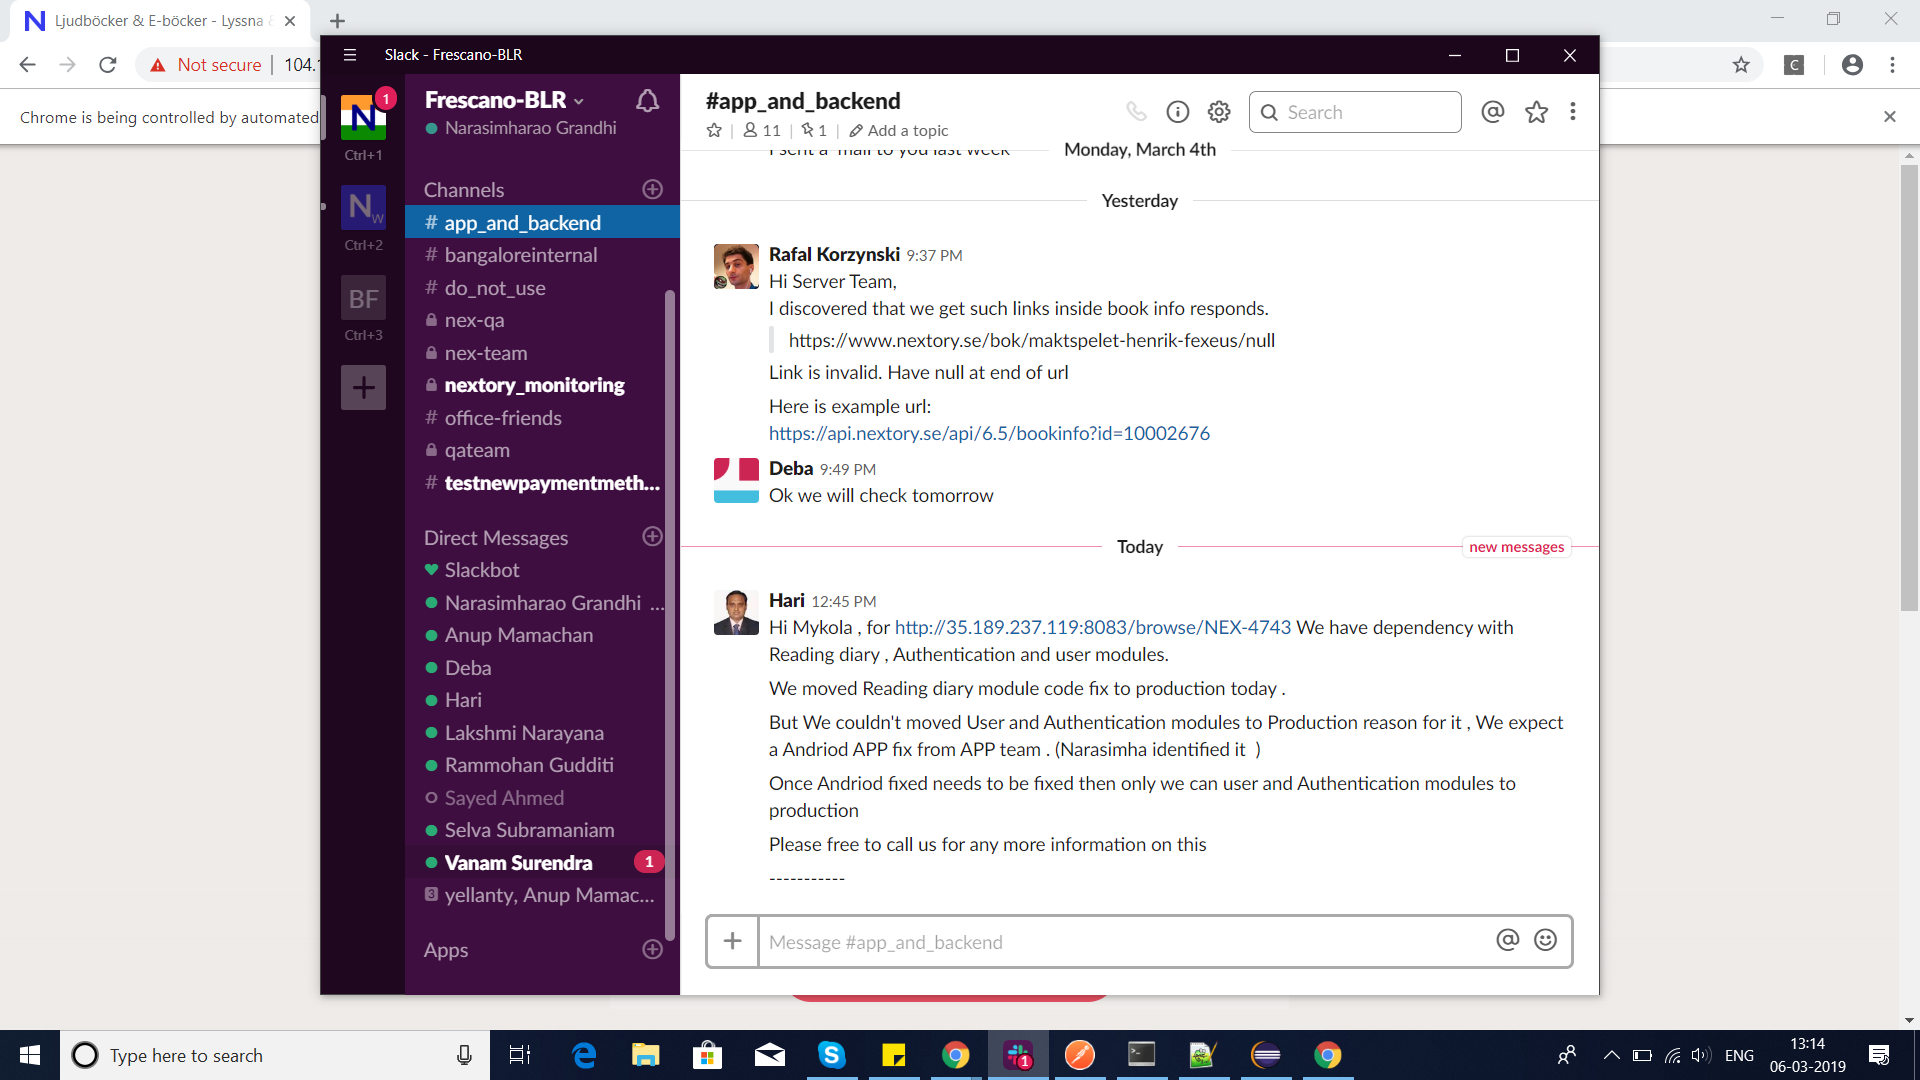 Ljudböcker & E-böcker - Lyssna
Not secure
104.
Chrome is being controlled by automated
Slack - Frescano-BLR
1
N
Ctrl+1
Nw
Ctrl+2
BF
Ctrl+3
Frescano-BLR
Narasimharao Grandhi
Channels
# app_and_backend
# bangaloreinternal
# do_not_use
nex-qa
nex-team
nextory_monitoring
# office-friends
qateam
# testnewpaymentmeth...
Direct Messages
Slackbot
Narasimharao Grandhi ...
Anup Mamachan
Deba
Hari
Lakshmi Narayana
Rammohan Gudditi
Sayed Ahmed
Selva Subramaniam
Vanam Surendra 1
3 yellanty, Anup Mamac...
Apps
#app_and_backend
11 | 1 | Add a topic
Search
I sent a mail to you last week
Monday, March 4th
Yesterday
Rafal Korzynski 9:37 PM
Hi Server Team,
I discovered that we get such links inside book info responds.
https://www.nextory.se/bok/maktspelet-henrik-fexeus/null
Link is invalid. Have null at end of url
Here is example url:
https://api.nextory.se/api/6.5/bookinfo?id=10002676
Deba 9:49 PM
Ok we will check tomorrow
Today
new messages
Hari 12:45 PM
Hi Mykola , for http://35.189.237.119:8083/browse/NEX-4743 We have dependency with
Reading diary , Authentication and user modules.
We moved Reading diary module code fix to production today .
But We couldn't moved User and Authentication modules to Production reason for it , We expect
a Andriod APP fix from APP team . (Narasimha identified it )
Once Andriod fixed needs to be fixed then only we can user and Authentication modules to
production
Please free to call us for any more information on this
-----------
Message #app_and_backend
Type here to search
1
ENG
13:14
06-03-2019